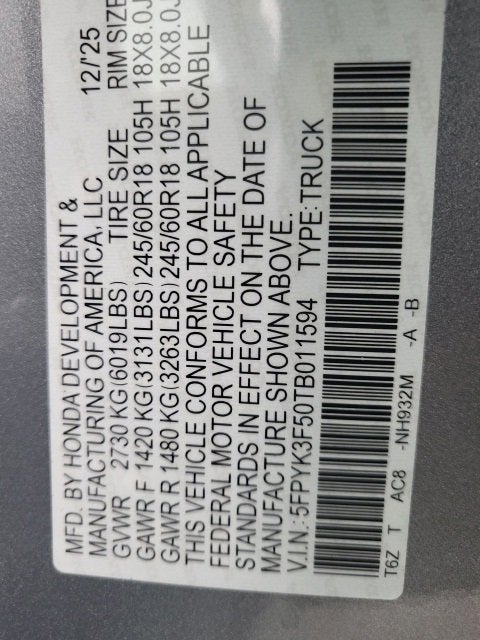 MFD. BY HONDA DEVELOPMENT &
MANUFACTURING OF AMERICA, LLC 12/'25
GVWR 2730 KG(6019LBS) TIRE SIZE RIM SIZE
GAWR F 1420 KG(3131LBS) 245/60R18 105H 18X8.0J
GAWR R 1480 KG(3263LBS) 245/60R18 105H 18X8.0J
THIS VEHICLE CONFORMS TO ALL APPLICABLE
FEDERAL MOTOR VEHICLE SAFETY
STANDARDS IN EFFECT ON THE DATE OF
MANUFACTURE SHOWN ABOVE.
V.I.N.:5FPYK3F50TB011594 TYPE:TRUCK
T6Z T AC8 -NH932M -A -B